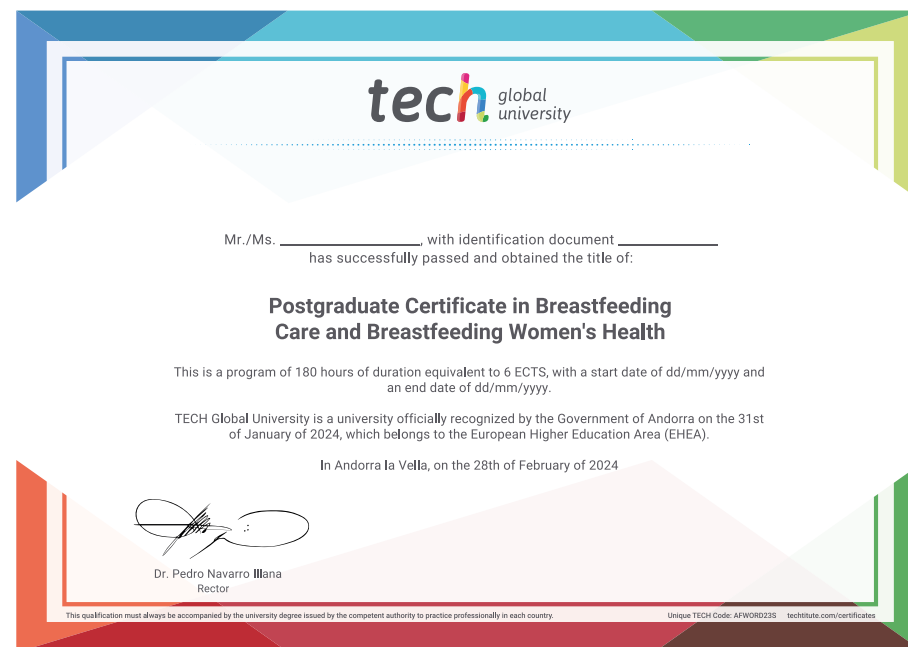 tech global university
Mr./Ms. ____________, with identification document ____________
has successfully passed and obtained the title of:
Postgraduate Certificate in Breastfeeding
Care and Breastfeeding Women's Health
This is a program of 180 hours of duration equivalent to 6 ECTS, with a start date of dd/mm/yyyy and
an end date of dd/mm/yyyy.
TECH Global University is a university officially recognized by the Government of Andorra on the 31st
of January of 2024, which belongs to the European Higher Education Area (EHEA).
In Andorra la Vella, on the 28th of February of 2024
Dr. Pedro Navarro Illana
Rector
This qualification must always be accompanied by the university degree issued by the competent authority to practice professionally in each country.
Unique TECH Code: AFWORD23S techtitute.com/certificates